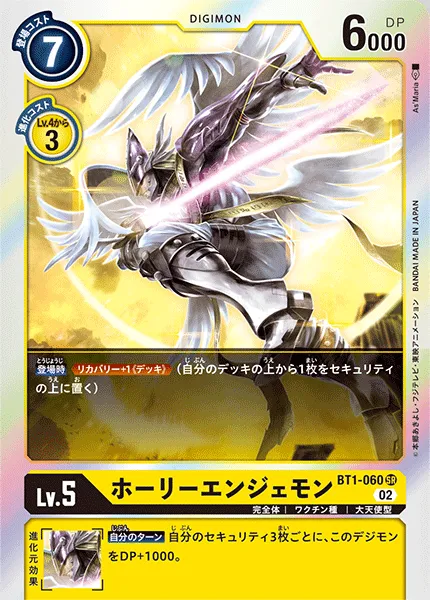 登場コスト
7
DIGIMON
6000
DP
進化コスト
Lv.4から
3
As'Maria
© 本郷あきよし・フジテレビ・東映アニメーション BANDAI MADE IN JAPAN
登場時 リカバリー+1《デッキ》 (自分のデッキの上から1枚をセキュリティ
の上に置く)
BT1-060 SR
Lv.5 ホーリーエンジェモン 02
完全体 | ワクチン種 | 大天使型
進化元効果
自分のターン 自分のセキュリティ3枚ごとに、このデジモン
をDP+1000。